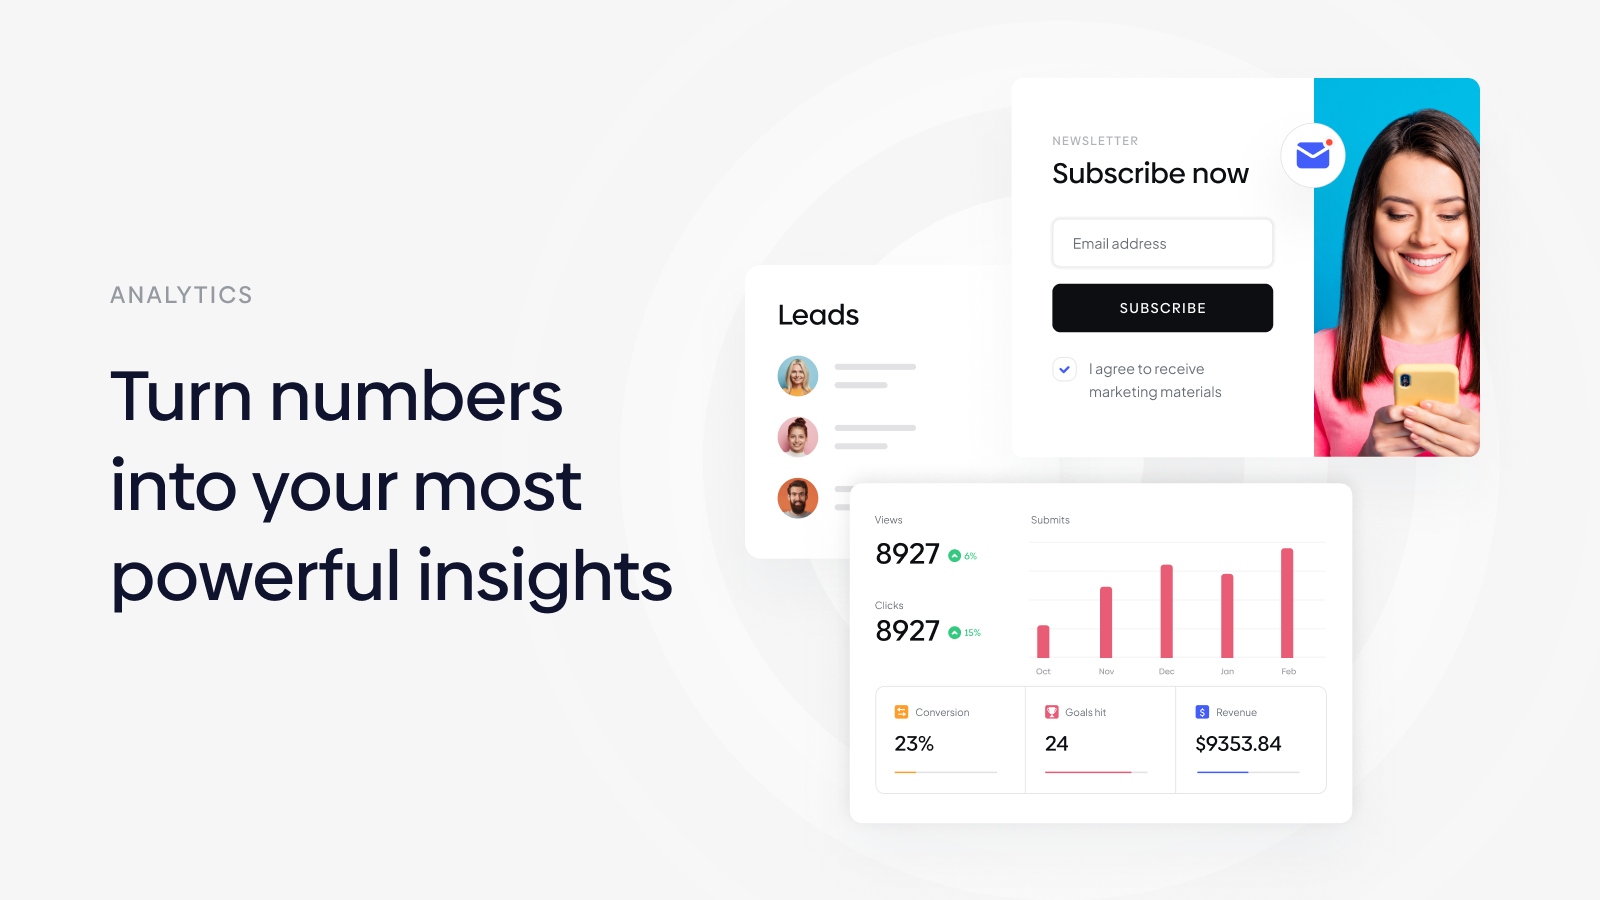 ANALYTICS
Turn numbers
into your most
powerful insights
NEWSLETTER
Subscribe now
Email address
SUBSCRIBE
I agree to receive
marketing materials
Leads
Views
8927 6%
Clicks
8927 15%
Submits
Oct Nov Dec Jan Feb
Conversion
23%
Goals hit
24
$ Revenue
$9353.84